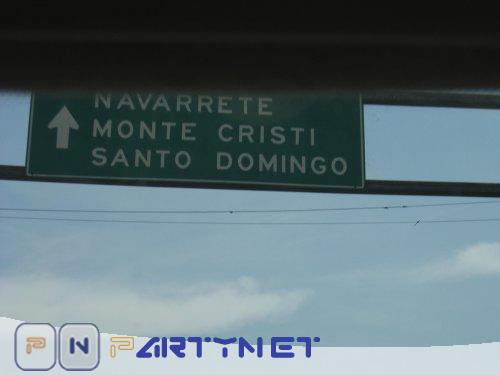 NAVARRETE
MONTE CRISTI
SANTO DOMINGO
P N PARTYNET